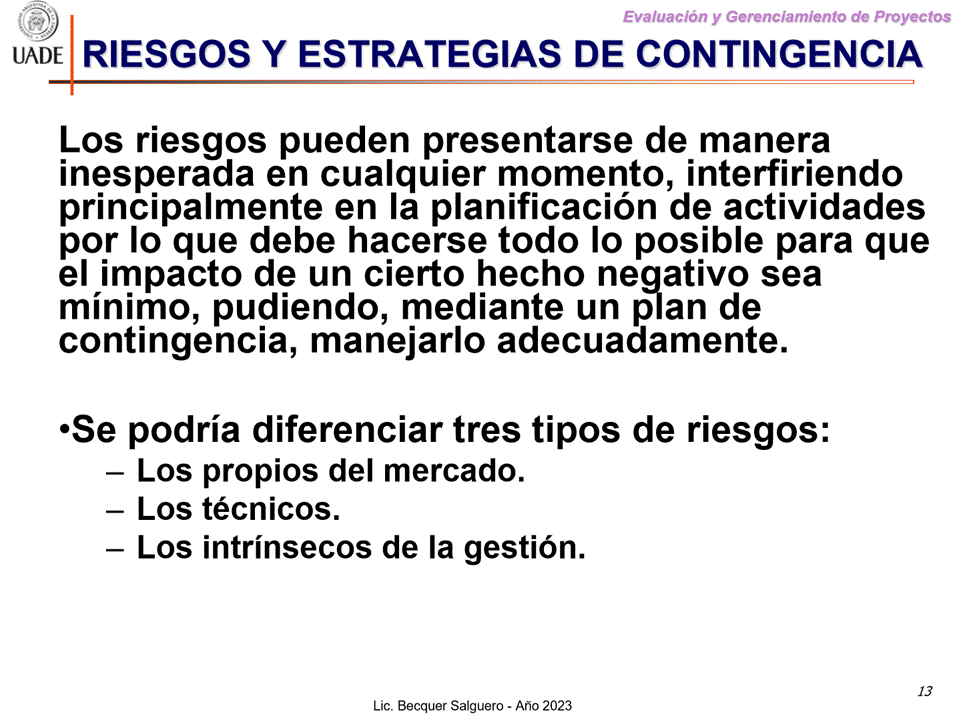 Evaluación y Gerenciamiento de Proyectos
UADE
RIESGOS Y ESTRATEGIAS DE CONTINGENCIA
Los riesgos pueden presentarse de manera
inesperada en cualquier momento, interfiriendo
principalmente en la planificación de actividades
por lo que debe hacerse todo lo posible para que
el impacto de un cierto hecho negativo sea
mínimo, pudiendo, mediante un plan de
contingencia, manejarlo adecuadamente.
•Se podría diferenciar tres tipos de riesgos:
– Los propios del mercado.
– Los técnicos.
– Los intrínsecos de la gestión.
13
Lic. Becquer Salguero - Año 2023